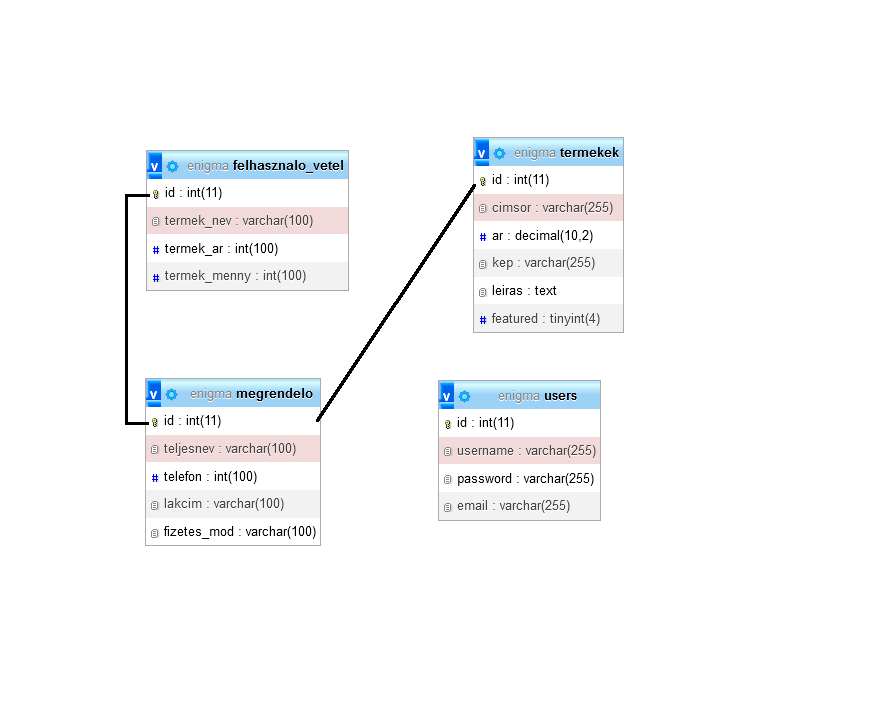 v enigma felhasznalo_vetel
id : int(11)
termek_nev : varchar(100)
# termek_ar : int(100)
# termek_menny : int(100)
v enigma termekek
id : int(11)
cimsor : varchar(255)
# ar : decimal(10,2)
kep : varchar(255)
leiras : text
# featured : tinyint(4)
v enigma megrendelo
id : int(11)
teljesnev : varchar(100)
# telefon : int(100)
lakcim : varchar(100)
fizetes_mod : varchar(100)
v enigma users
id : int(11)
username : varchar(255)
password : varchar(255)
email : varchar(255)